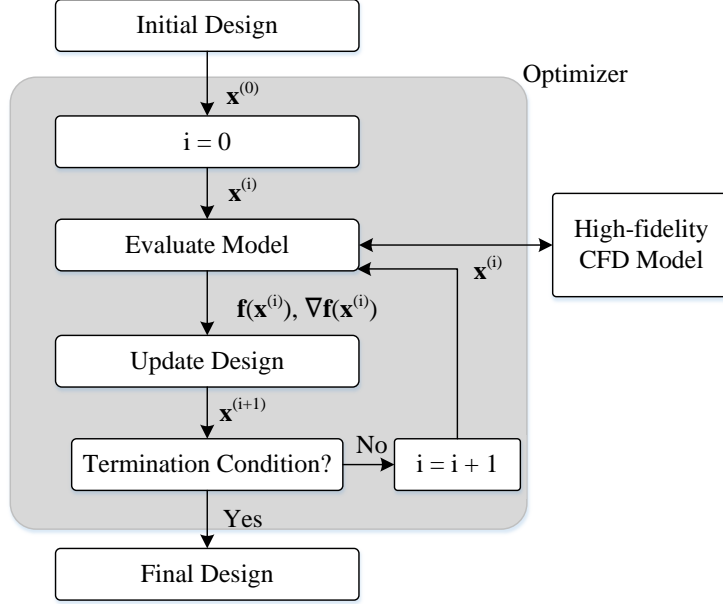 Initial Design
Optimizer
x^(0)
i = 0
x^(i)
Evaluate Model
High-fidelity
CFD Model
x^(i)
f(x^(i)), ∇f(x^(i))
Update Design
x^(i+1)
Termination Condition?
No
i = i + 1
Yes
Final Design